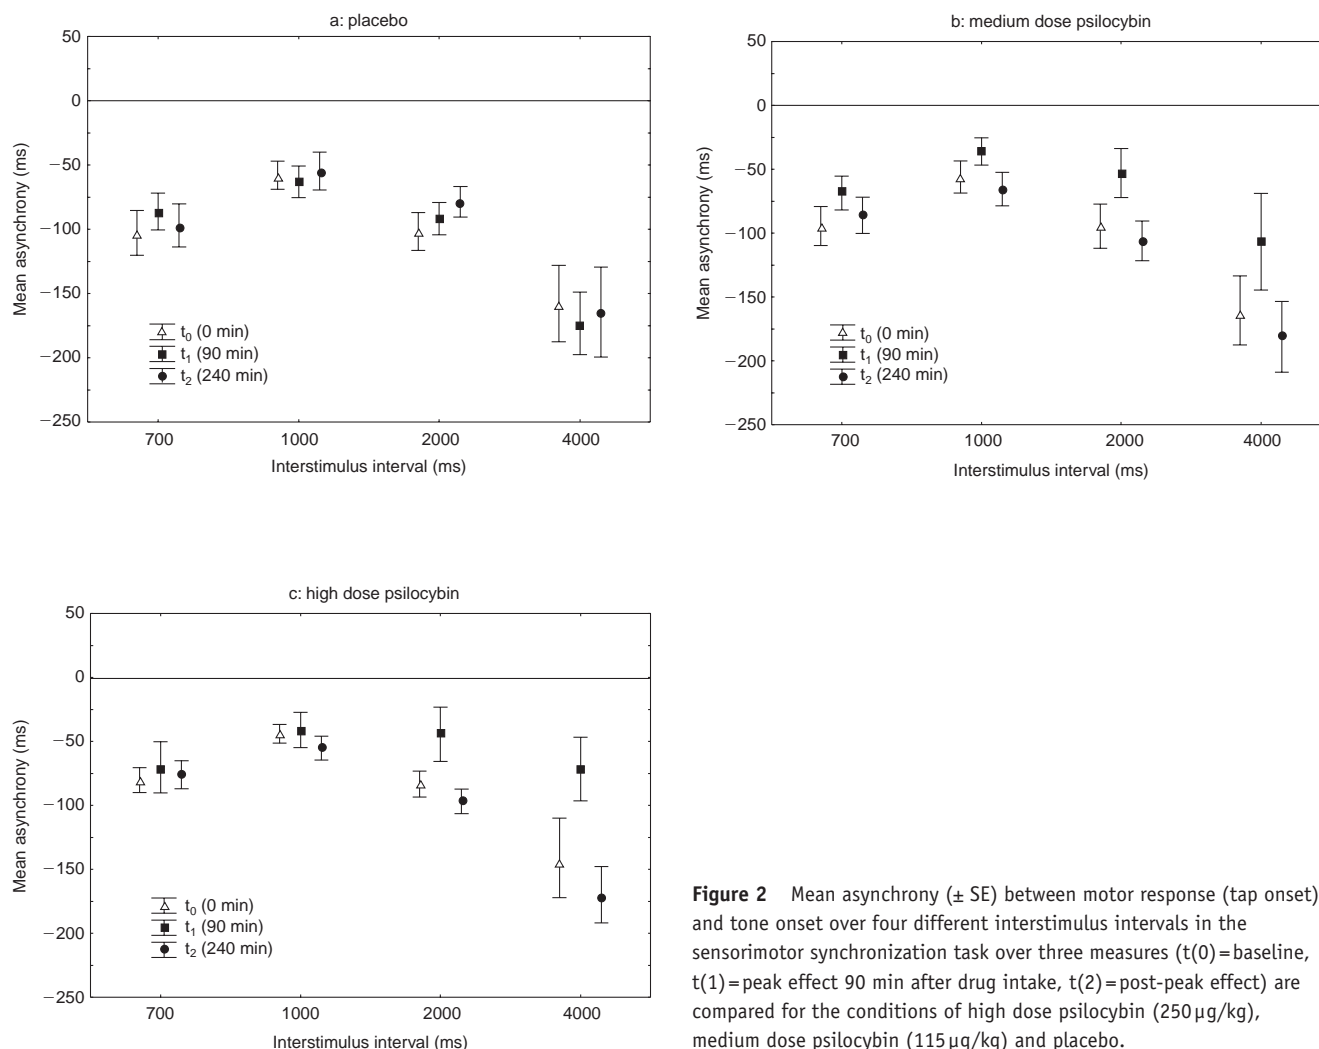 a: placebo
50
0
−50
−100
−150
−200
−250
Mean asynchrony (ms)
t0 (0 min)
t1 (90 min)
t2 (240 min)
700 1000 2000 4000
Interstimulus interval (ms)
b: medium dose psilocybin
50
0
−50
−100
−150
−200
−250
Mean asynchrony (ms)
t0 (0 min)
t1 (90 min)
t2 (240 min)
700 1000 2000 4000
Interstimulus interval (ms)
c: high dose psilocybin
50
0
−50
−100
−150
−200
−250
Mean asynchrony (ms)
t0 (0 min)
t1 (90 min)
t2 (240 min)
700 1000 2000 4000
Interstimulus interval (ms)
Figure 2 Mean asynchrony (± SE) between motor response (tap onset)
and tone onset over four different interstimulus intervals in the
sensorimotor synchronization task over three measures (t(0)=baseline,
t(1)=peak effect 90 min after drug intake, t(2)=post-peak effect) are
compared for the conditions of high dose psilocybin (250 µg/kg),
medium dose psilocybin (115 µg/kg) and placebo.